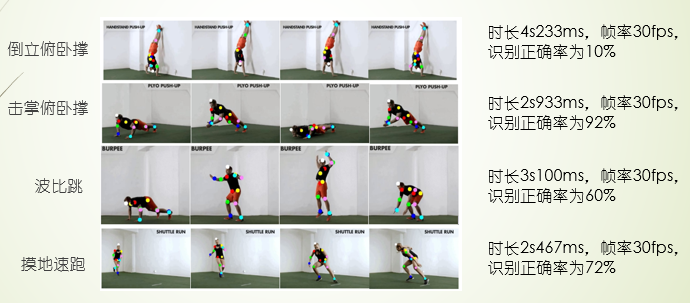 倒立俯卧撑
HANDSTAND PUSH-UP HANDSTAND PUSH-UP HANDSTAND PUSH-UP HANDSTAND PUSH-UP
时长4s233ms，帧率30fps，
识别正确率为10%
击掌俯卧撑
PLYO PUSH-UP PLYO PUSH-UP PLYO PUSH-UP PLYO PUSH-UP
时长2s933ms，帧率30fps，
识别正确率为92%
波比跳
BURPEE BURPEE BURPEE BURPEE
时长3s100ms，帧率30fps，
识别正确率为60%
摸地速跑
SHUTTLE RUN SHUTTLE RUN SHUTTLE RUN SHUTTLE RUN
时长2s467ms，帧率30fps，
识别正确率为72%